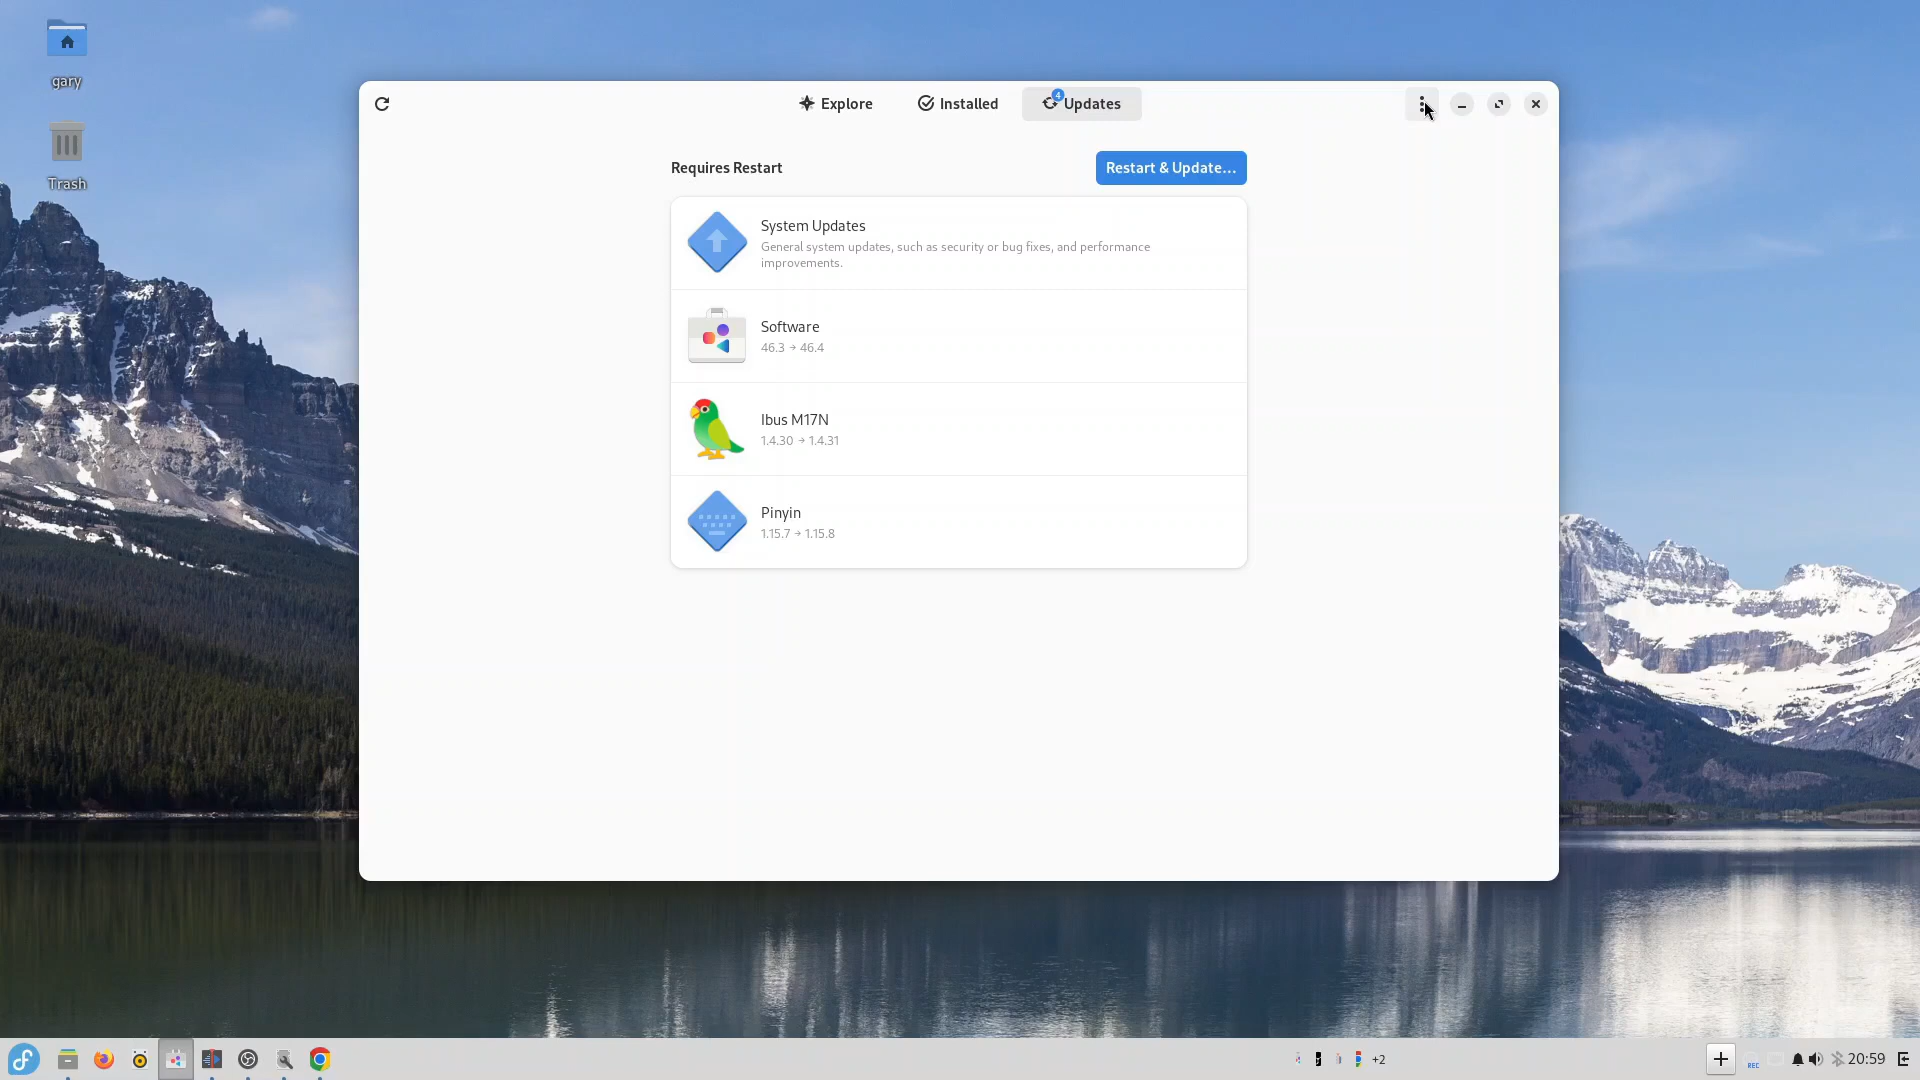 gary
Trash
Explore
Installed
4
Updates
Requires Restart
Restart & Update...
System Updates
General system updates, such as security or bug fixes, and performance
improvements.
Software
46.3 → 46.4
Ibus M17N
1.4.30 → 1.4.31
Pinyin
1.15.7 → 1.15.8
+2
REC
20:59